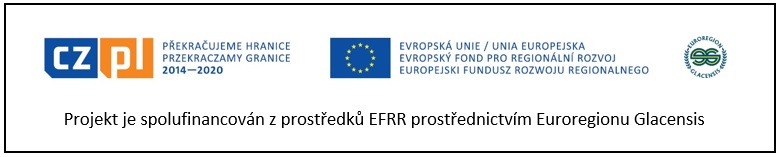 cz pl
PŘEKRAČUJEME HRANICE
PRZEKRACZAMY GRANICE
2014—2020
EVROPSKÁ UNIE / UNIA EUROPEJSKA
EVROPSKÝ FOND PRO REGIONÁLNÍ ROZVOJ
EUROPEJSKI FUNDUSZ ROZWOJU REGIONALNEGO
EUROREGION
GLACENSIS
Projekt je spolufinancován z prostředků EFRR prostřednictvím Euroregionu Glacensis